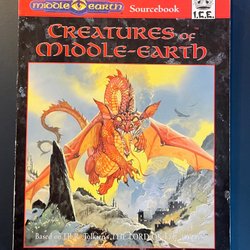 MIDDLE EARTH Sourcebook
I.C.E.
CREATURES OF
MIDDLE-EARTH
Based on J.R.R. Tolkien's THE LORD OF THE RINGS